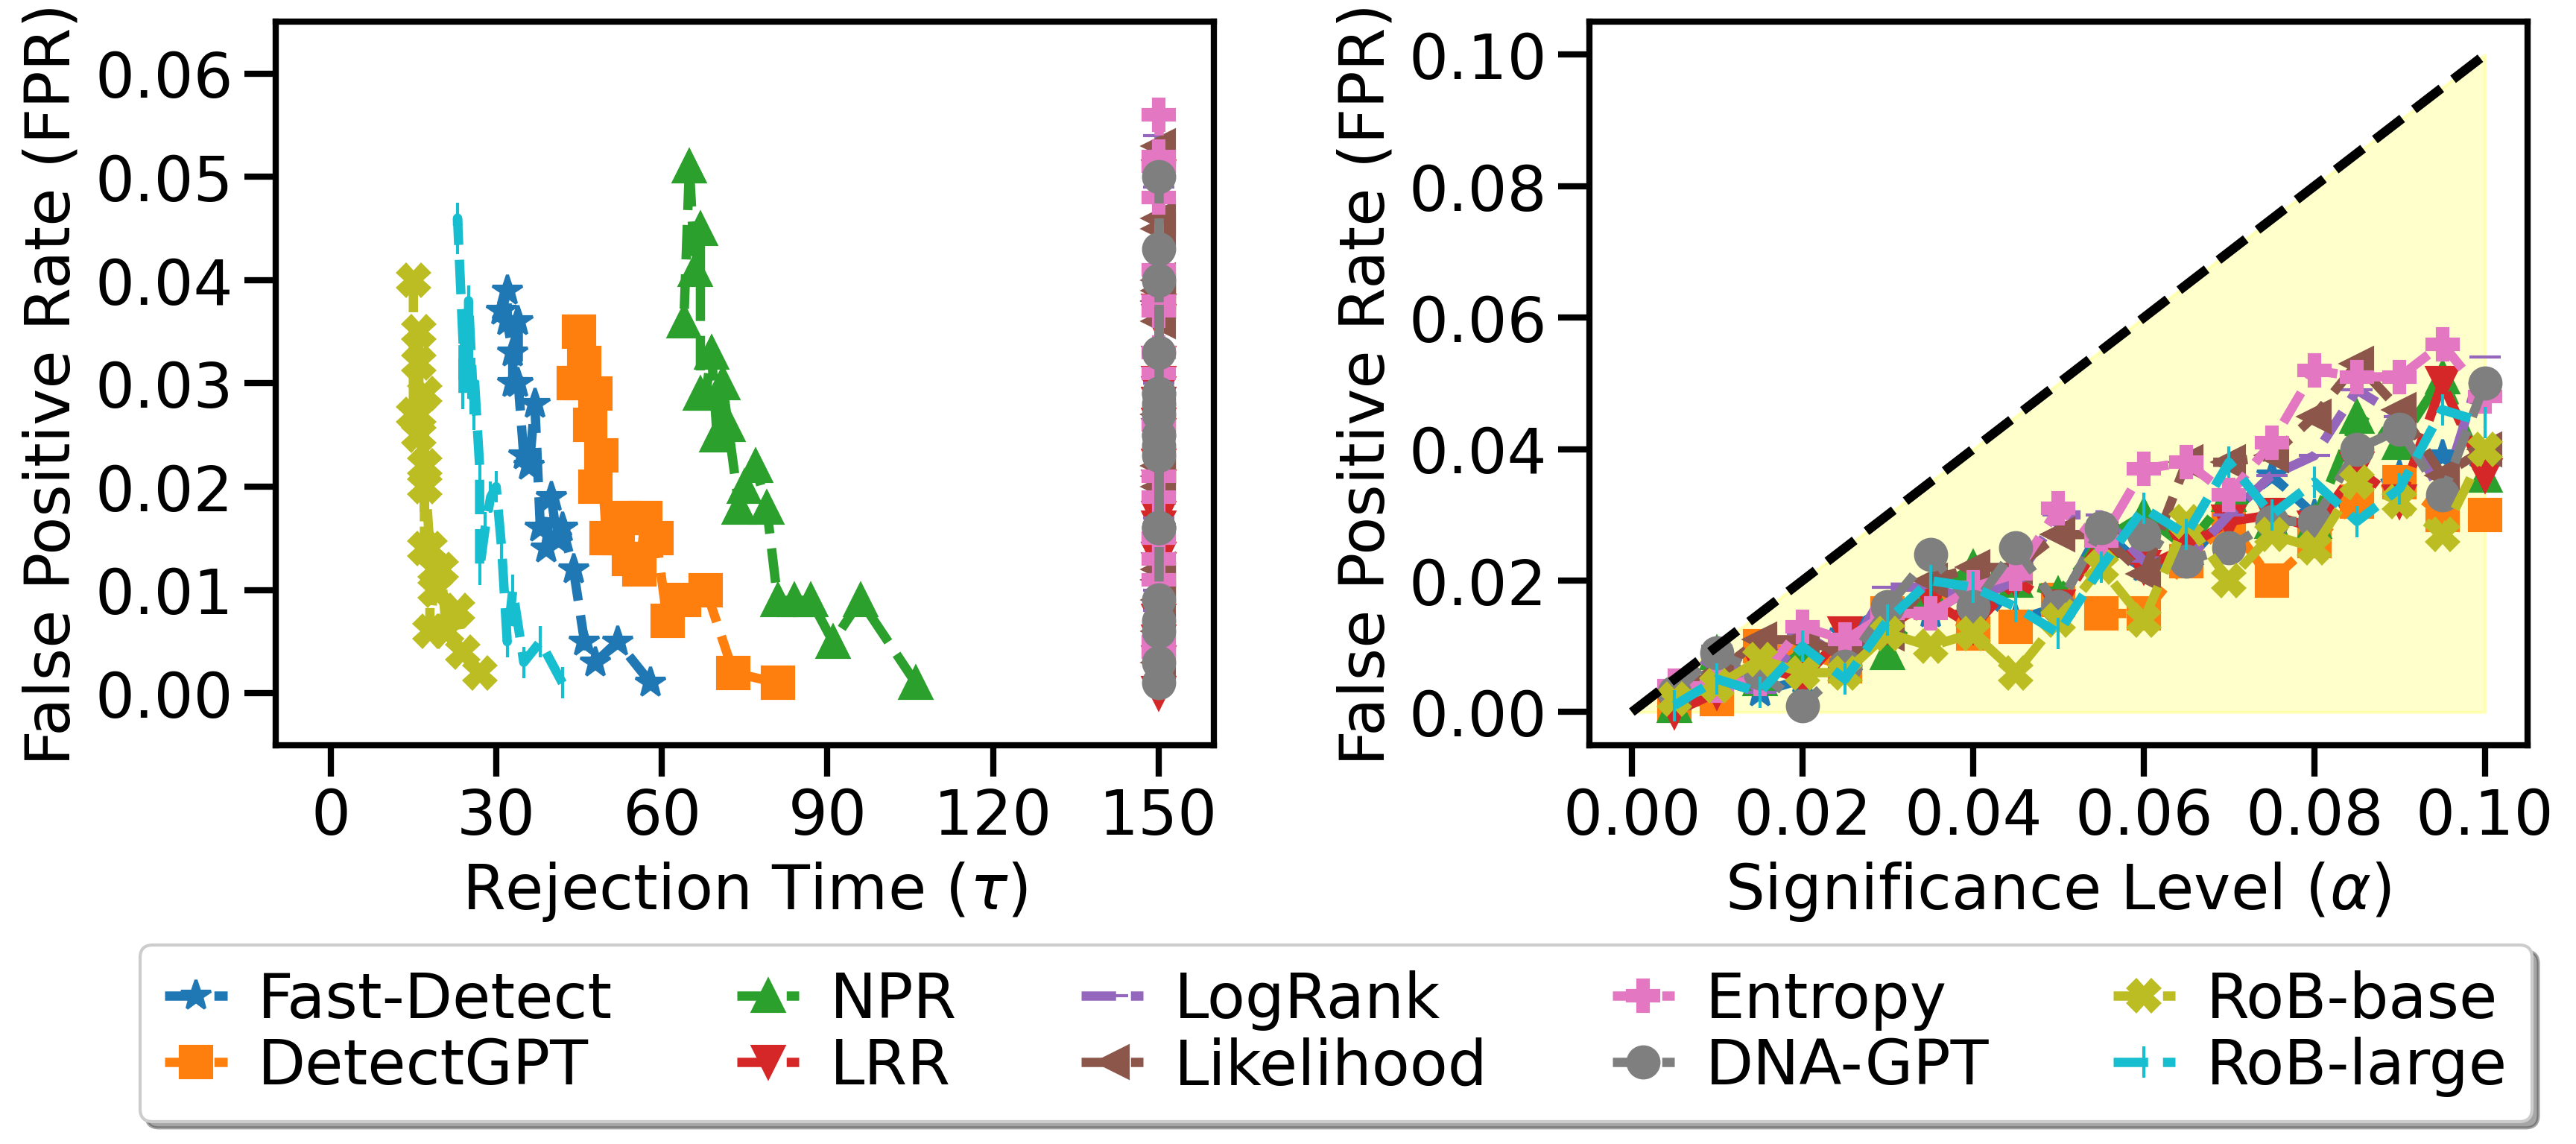 False Positive Rate (FPR)
0.06
0.05
0.04
0.03
0.02
0.01
0.00
0 30 60 90 120 150
Rejection Time (τ)
False Positive Rate (FPR)
0.10
0.08
0.06
0.04
0.02
0.00
0.00 0.02 0.04 0.06 0.08 0.10
Significance Level (α)
Fast-Detect NPR LogRank Entropy RoB-base
DetectGPT LRR Likelihood DNA-GPT RoB-large